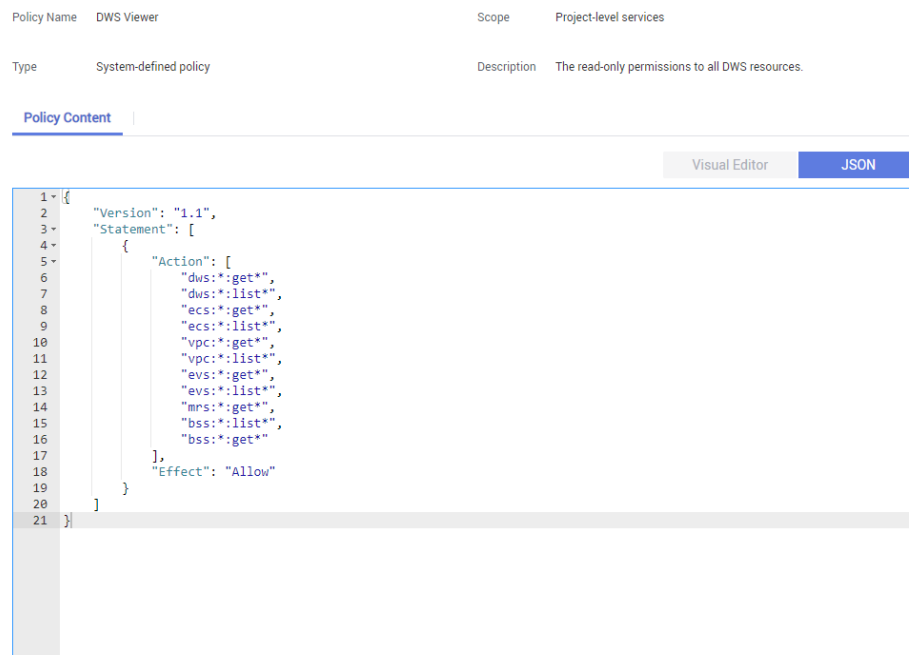 Policy Name DWS Viewer Scope Project-level services
Type System-defined policy Description The read-only permissions to all DWS resources.
Policy Content
Visual Editor JSON
1 {
2 "Version": "1.1",
3 "Statement": [
4 {
5 "Action": [
6 "dws:*:get*",
7 "dws:*:list*",
8 "ecs:*:get*",
9 "ecs:*:list*",
10 "vpc:*:get*",
11 "vpc:*:list*",
12 "evs:*:get*",
13 "evs:*:list*",
14 "mrs:*:get*",
15 "bss:*:list*",
16 "bss:*:get*"
17 ],
18 "Effect": "Allow"
19 }
20 ]
21 }